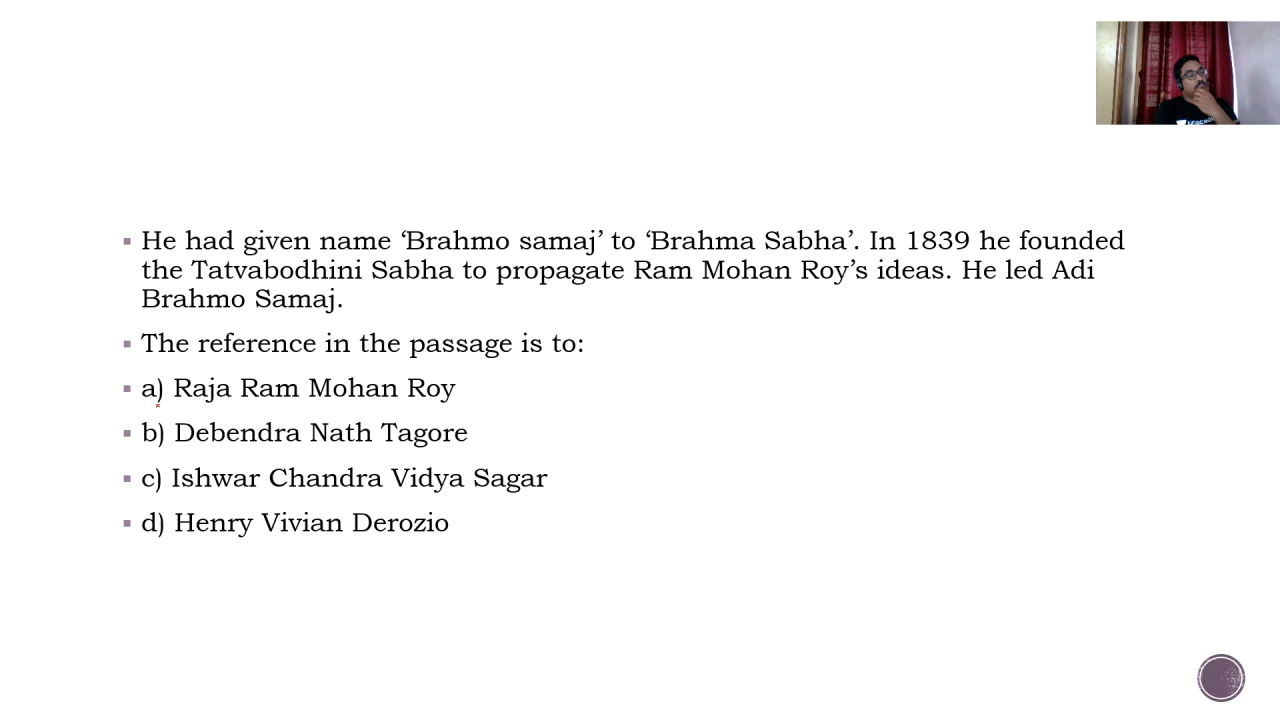 He had given name ‘Brahmo samaj’ to ‘Brahma Sabha’. In 1839 he founded
the Tatvabodhini Sabha to propagate Ram Mohan Roy’s ideas. He led Adi
Brahmo Samaj.
The reference in the passage is to:
a) Raja Ram Mohan Roy
b) Debendra Nath Tagore
c) Ishwar Chandra Vidya Sagar
d) Henry Vivian Derozio